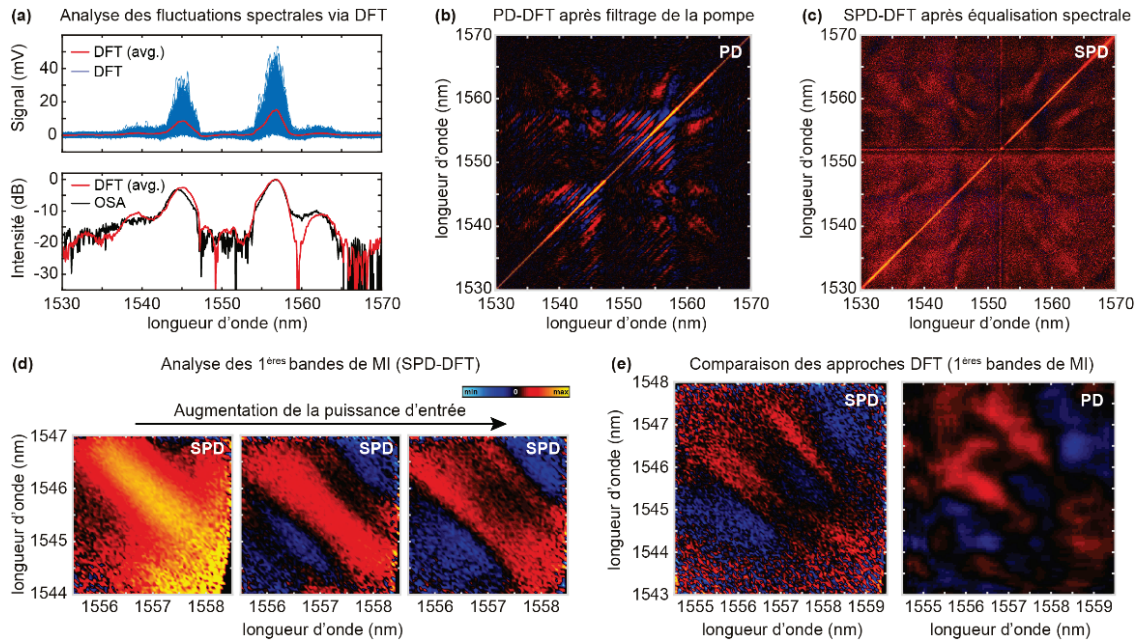 (a) Analyse des fluctuations spectrales via DFT
Signal (mV)
40
20
0
DFT (avg.)
DFT
Intensité (dB)
0
-10
-20
-30
DFT (avg.)
OSA
1530 1540 1550 1560 1570
longueur d'onde (nm)
(b) PD-DFT après filtrage de la pompe
PD
longueur d'onde (nm)
1570
1560
1550
1540
1530
1530 1540 1550 1560 1570
longueur d'onde (nm)
(c) SPD-DFT après équalisation spectrale
SPD
longueur d'onde (nm)
1570
1560
1550
1540
1530
1530 1540 1550 1560 1570
longueur d'onde (nm)
(d) Analyse des 1ères bandes de MI (SPD-DFT)
min 0 max
Augmentation de la puissance d'entrée
longueur d'onde (nm)
1547
1546
1545
1544
SPD SPD SPD
1556 1557 1558 1556 1557 1558 1556 1557 1558
longueur d'onde (nm)
(e) Comparaison des approches DFT (1ères bandes de MI)
longueur d'onde (nm)
1548
1547
1546
1545
1544
1543
SPD PD
1555 1556 1557 1558 1559 1555 1556 1557 1558 1559
longueur d'onde (nm)